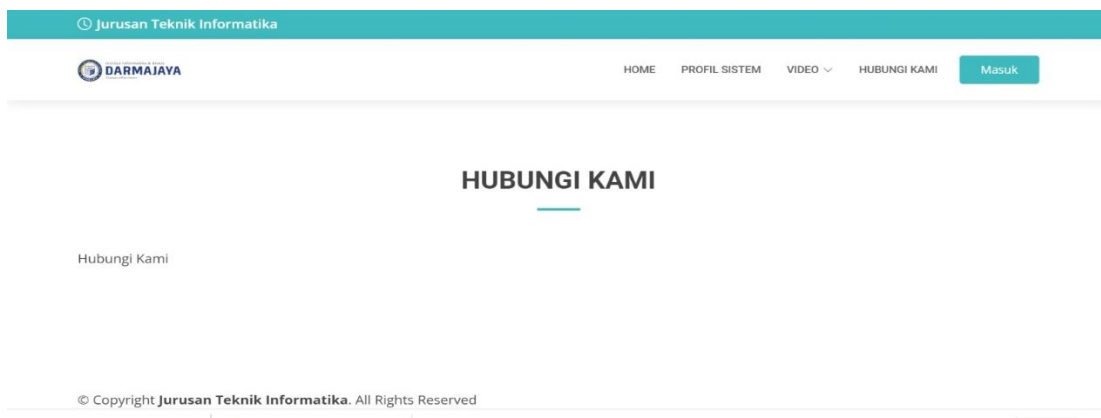 Jurusan Teknik Informatika
DARMAJAYA
HOME PROFIL SISTEM VIDEO HUBUNGI KAMI Masuk
HUBUNGI KAMI
Hubungi Kami
© Copyright Jurusan Teknik Informatika. All Rights Reserved